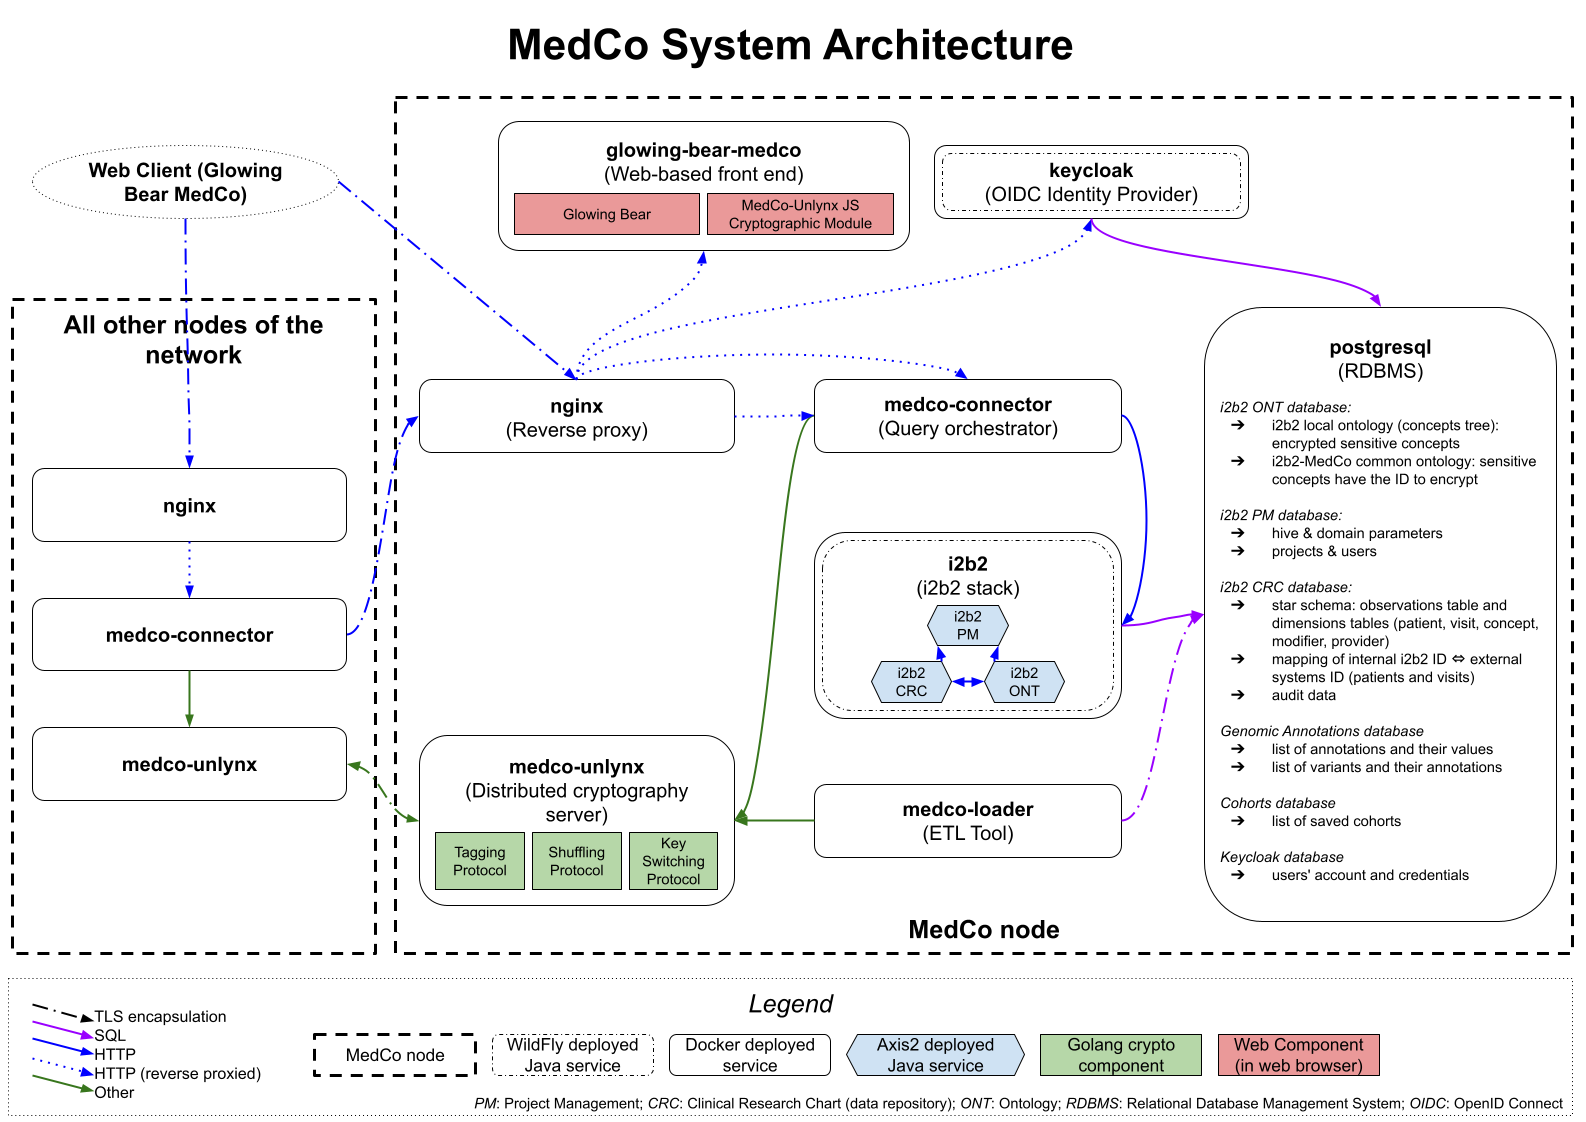 MedCo System Architecture
Web Client (Glowing
Bear MedCo)
glowing-bear-medco
(Web-based front end)
Glowing Bear
MedCo-Unlynx JS
Cryptographic Module
keycloak
(OIDC Identity Provider)
All other nodes of the
network
nginx
medco-connector
medco-unlynx
nginx
(Reverse proxy)
medco-connector
(Query orchestrator)
i2b2
(i2b2 stack)
i2b2
PM
i2b2
CRC
i2b2
ONT
medco-unlynx
(Distributed cryptography
server)
Tagging
Protocol
Shuffling
Protocol
Key
Switching
Protocol
medco-loader
(ETL Tool)
postgresql
(RDBMS)
i2b2 ONT database:
➔ i2b2 local ontology (concepts tree):
encrypted sensitive concepts
➔ i2b2-MedCo common ontology: sensitive
concepts have the ID to encrypt
i2b2 PM database:
➔ hive & domain parameters
➔ projects & users
i2b2 CRC database:
➔ star schema: observations table and
dimensions tables (patient, visit, concept,
modifier, provider)
➔ mapping of internal i2b2 ID ⇔ external
systems ID (patients and visits)
➔ audit data
Genomic Annotations database
➔ list of annotations and their values
➔ list of variants and their annotations
Cohorts database
➔ list of saved cohorts
Keycloak database
➔ users' account and credentials
MedCo node
Legend
TLS encapsulation
SQL
HTTP
HTTP (reverse proxied)
Other
MedCo node
WildFly deployed
Java service
Docker deployed
service
Axis2 deployed
Java service
Golang crypto
component
Web Component
(in web browser)
PM: Project Management; CRC: Clinical Research Chart (data repository); ONT: Ontology; RDBMS: Relational Database Management System; OIDC: OpenID Connect